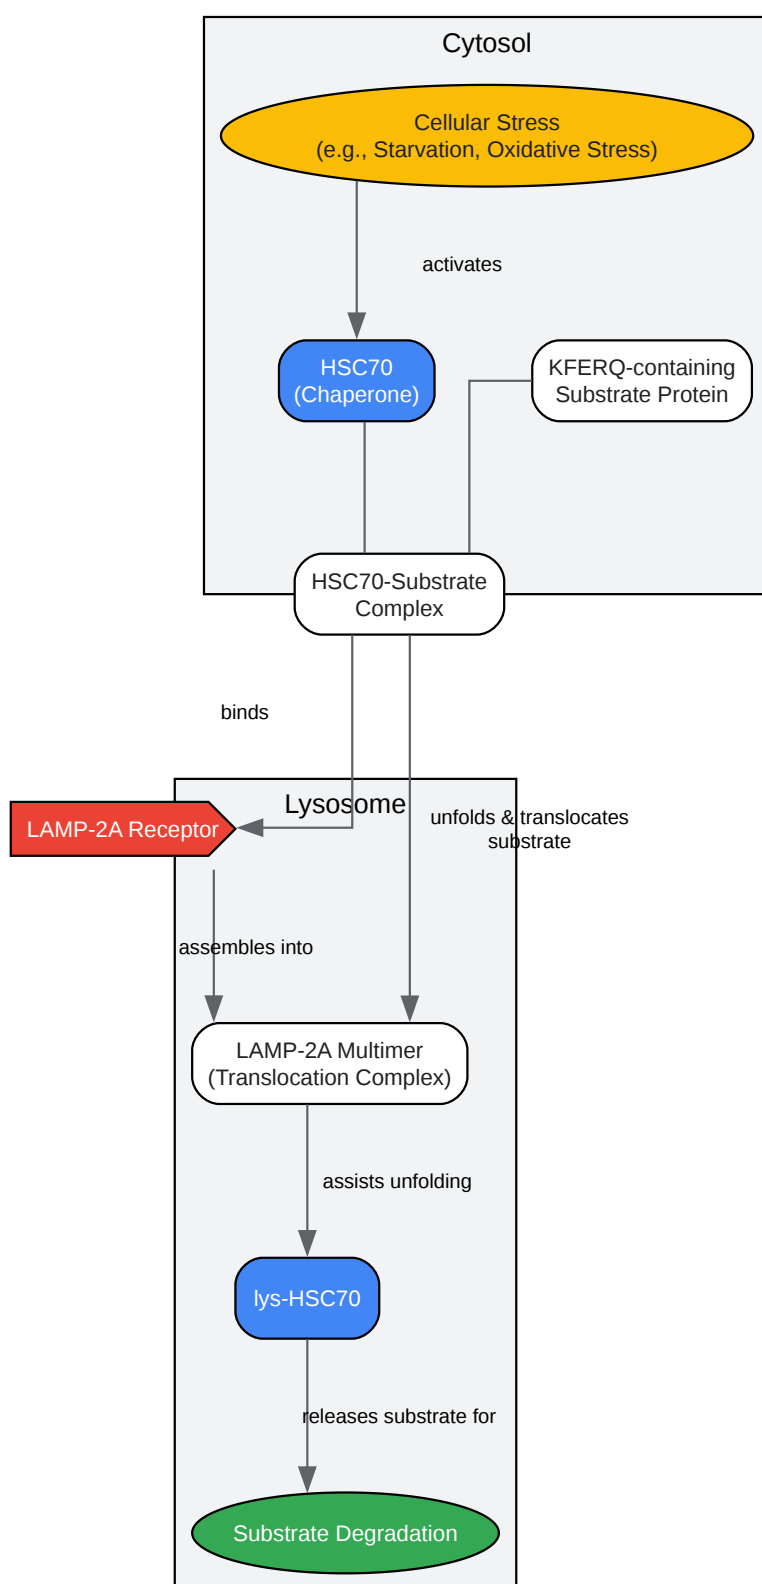 Cytosol
Cellular Stress
(e.g., Starvation, Oxidative Stress)
activates
HSC70
(Chaperone)
KFERQ-containing
Substrate Protein
HSC70-Substrate
Complex
binds
Lysosome
LAMP-2A Receptor
unfolds & translocates
substrate
assembles into
LAMP-2A Multimer
(Translocation Complex)
assists unfolding
lys-HSC70
releases substrate for
Substrate Degradation